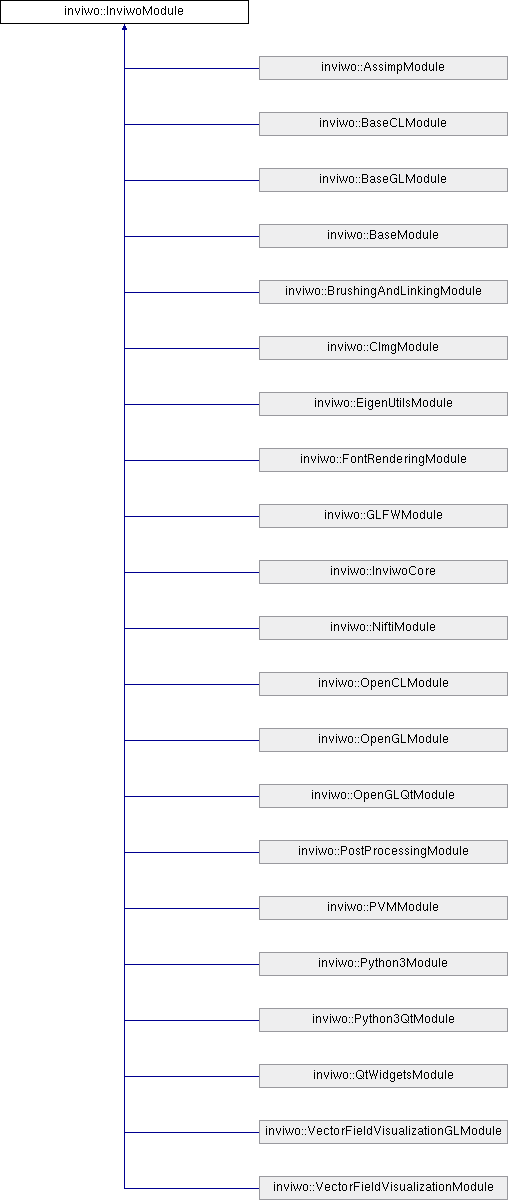 inviwo::InviwoModule
inviwo::AssimpModule
inviwo::BaseCLModule
inviwo::BaseGLModule
inviwo::BaseModule
inviwo::BrushingAndLinkingModule
inviwo::CImgModule
inviwo::EigenUtilsModule
inviwo::FontRenderingModule
inviwo::GLFWModule
inviwo::InviwoCore
inviwo::NiftiModule
inviwo::OpenCLModule
inviwo::OpenGLModule
inviwo::OpenGLQtModule
inviwo::PostProcessingModule
inviwo::PVMModule
inviwo::Python3Module
inviwo::Python3QtModule
inviwo::QtWidgetsModule
inviwo::VectorFieldVisualizationGLModule
inviwo::VectorFieldVisualizationModule